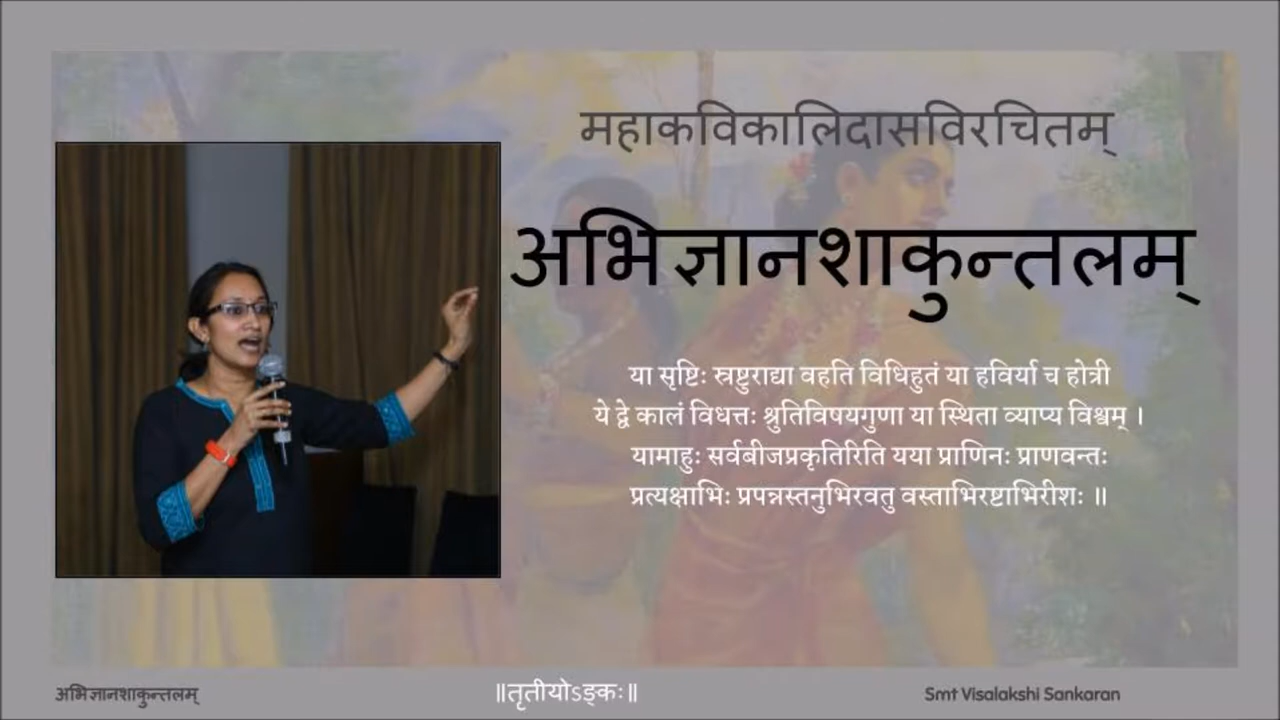 महाकविकालिदासविरचितम्
अभिज्ञानशाकुन्तलम्
या सृष्टिः स्रष्टुराद्या वहति विधिहुतं या हविर्या च होत्री
ये द्वे कालं विधत्तः श्रुतिविषयगुणा या स्थिता व्याप्य विश्वम् ।
यामाहुः सर्वबीजप्रकृतिरिति यया प्राणिनः प्राणवन्तः
प्रत्यक्षाभिः प्रपन्नस्तनुभिरवतु वस्ताभिरष्टाभिरीशः ॥
अभिज्ञानशाकुन्तलम्
॥तृतीयोऽङ्कः॥
Smt Visalakshi Sankaran